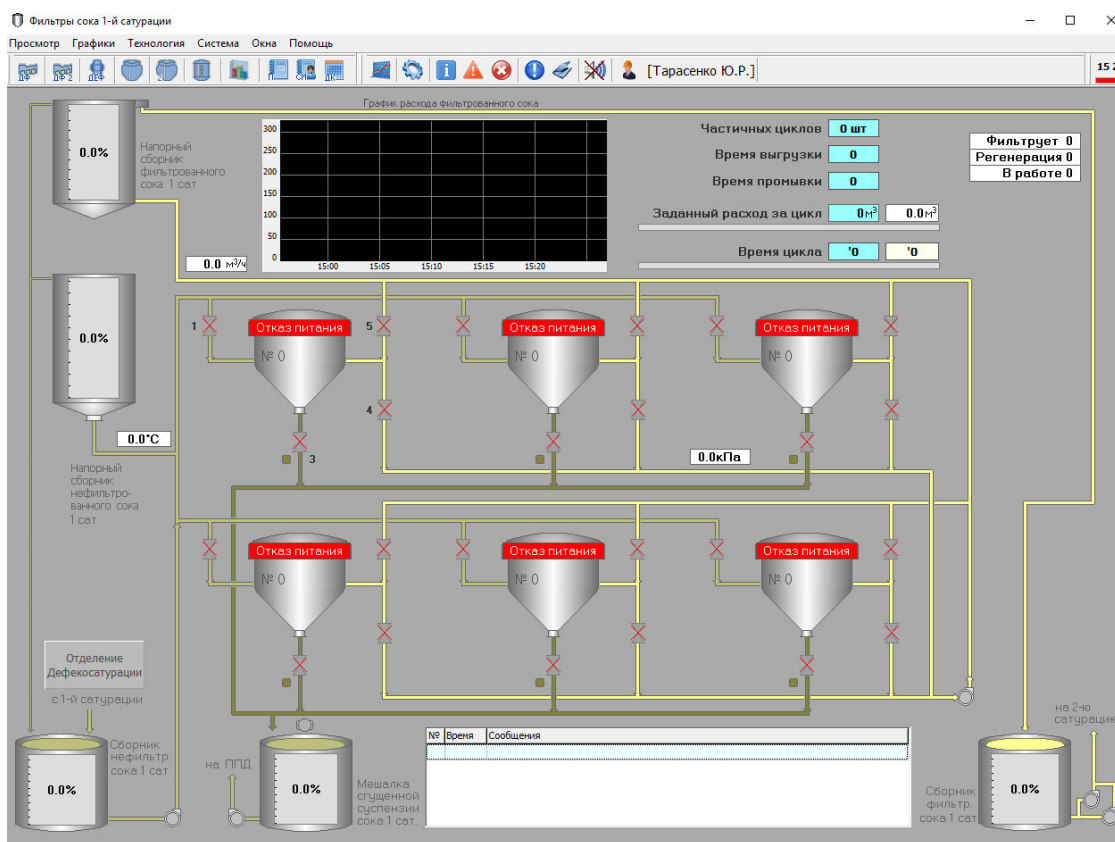 Фильтры сока 1-й сатурации
Просмотр Графики Технология Система Окна Помощь
[Тарасенко Ю.Р.]
15 2
График расхода фильтрованного сока
0.0%
Напорный
сборник
фильтрованного
сока 1 сат
300
250
200
150
100
50
0
15:00 15:05 15:10 15:15 15:20
0.0 м³/ч
Частичных циклов 0 шт
Время выгрузки 0
Время промывки 0
Заданный расход за цикл 0м³ 0.0м³
Время цикла '0 '0
Фильтрует 0
Регенерация 0
В работе 0
0.0%
0.0°C
Напорный
сборник
нефильтро-
ванного сока
1 сат
1 Отказ питания 5 Отказ питания Отказ питания
№ 0 № 0 № 0
4
3
0.0кПа
Отказ питания Отказ питания Отказ питания
№ 0 № 0 № 0
Отделение
Дефекосатурации
с 1-й сатурации
Сборник
нефильтр.
сока 1 сат
0.0%
на ППД
0.0%
Мешалка
сгущенной
суспензии
сока 1 сат.
№ Время Сообщения
на 2-ю
сатурацию
Сборник
фильтр.
сока 1 сат
0.0%